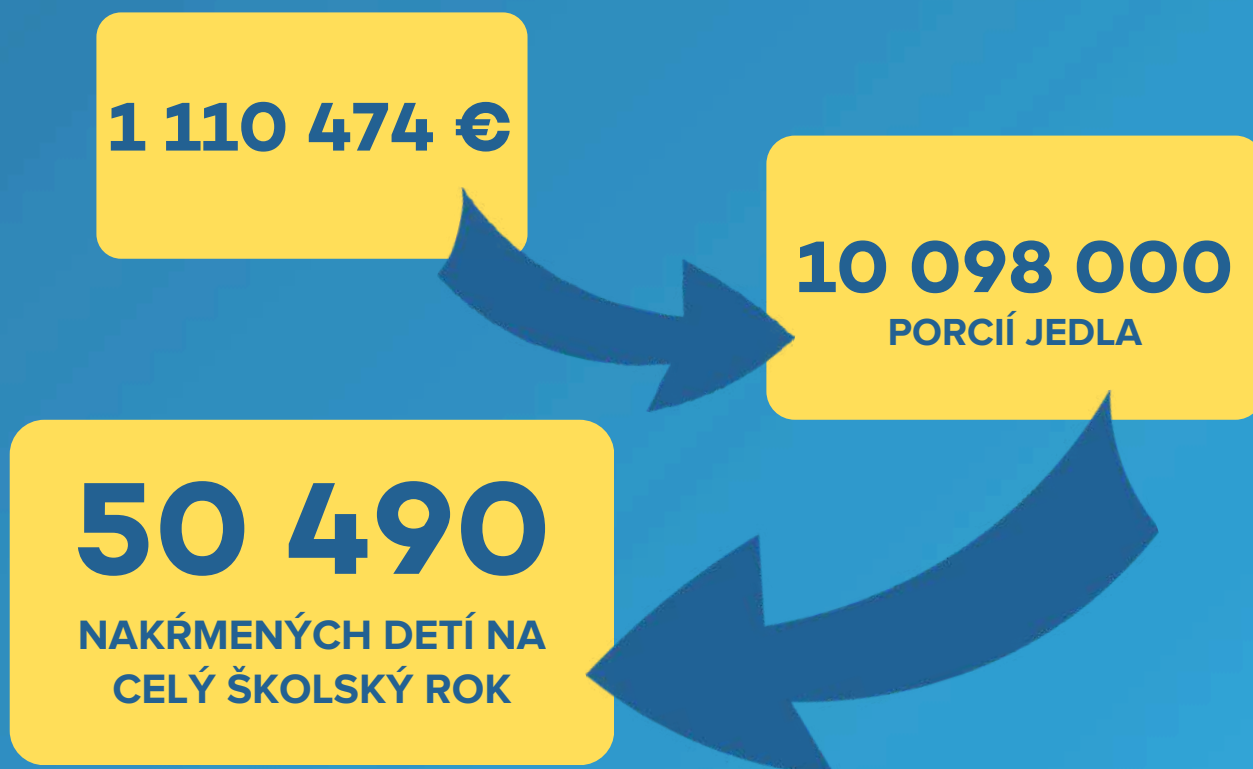 1 110 474 €
10 098 000
PORCIÍ JEDLA
50 490
NAKŔMENÝCH DETÍ NA
CELÝ ŠKOLSKÝ ROK